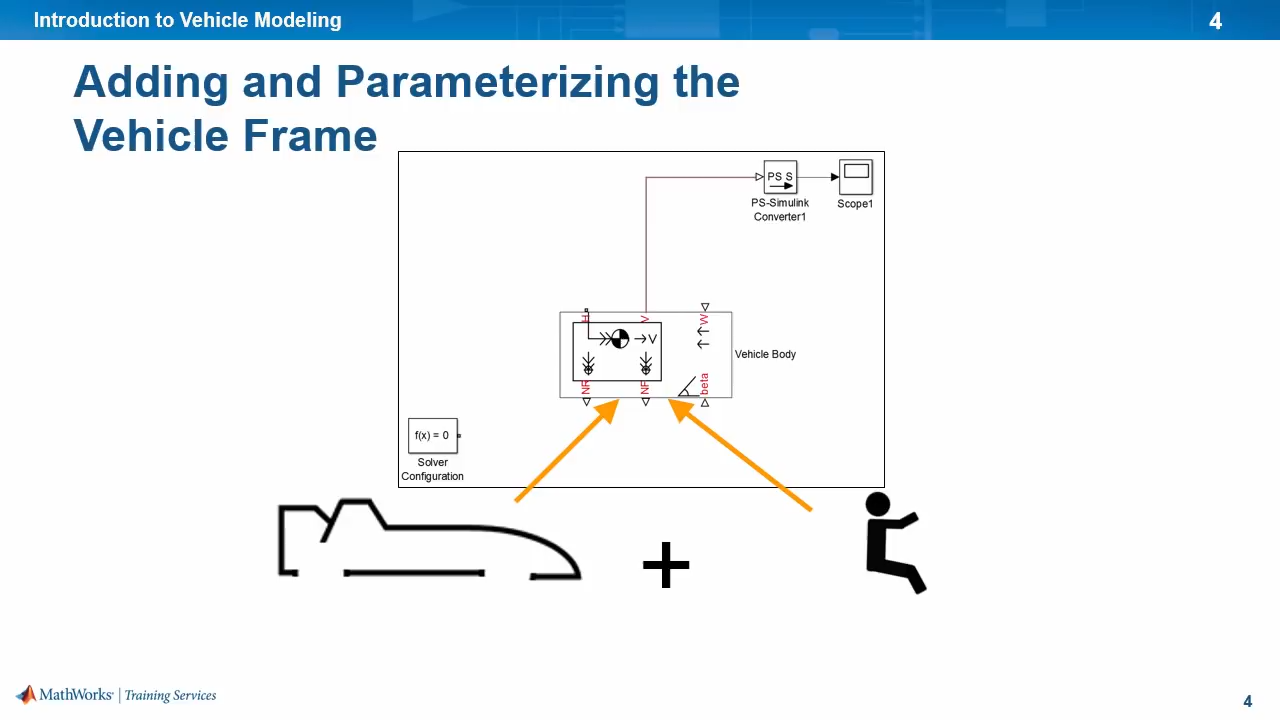 Introduction to Vehicle Modeling
4
Adding and Parameterizing the
Vehicle Frame
PS S
PS-Simulink
Converter1
Scope1
H
V
W
V
Vehicle Body
NR
NF
beta
f(x) = 0
Solver
Configuration
MathWorks® | Training Services
4